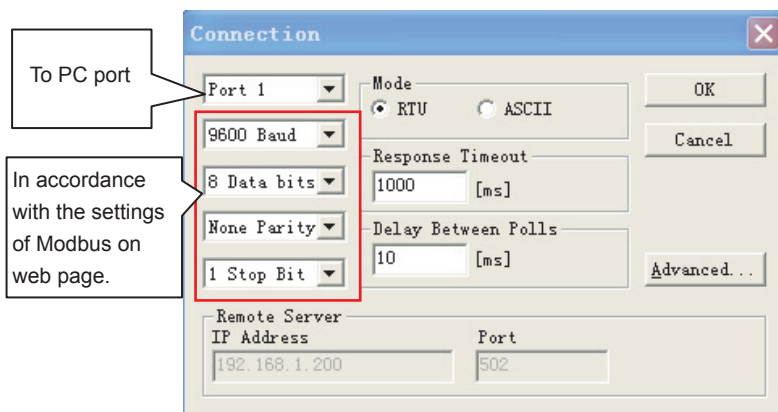 Connection
To PC port
Port 1
Mode
RTU
ASCII
OK
9600 Baud
Cancel
Response Timeout
In accordance
with the settings
of Modbus on
web page.
8 Data bits
1000
[ms]
None Parity
Delay Between Polls
1 Stop Bit
10
[ms]
Advanced...
Remote Server
IP Address
Port
192.168.1.200
502